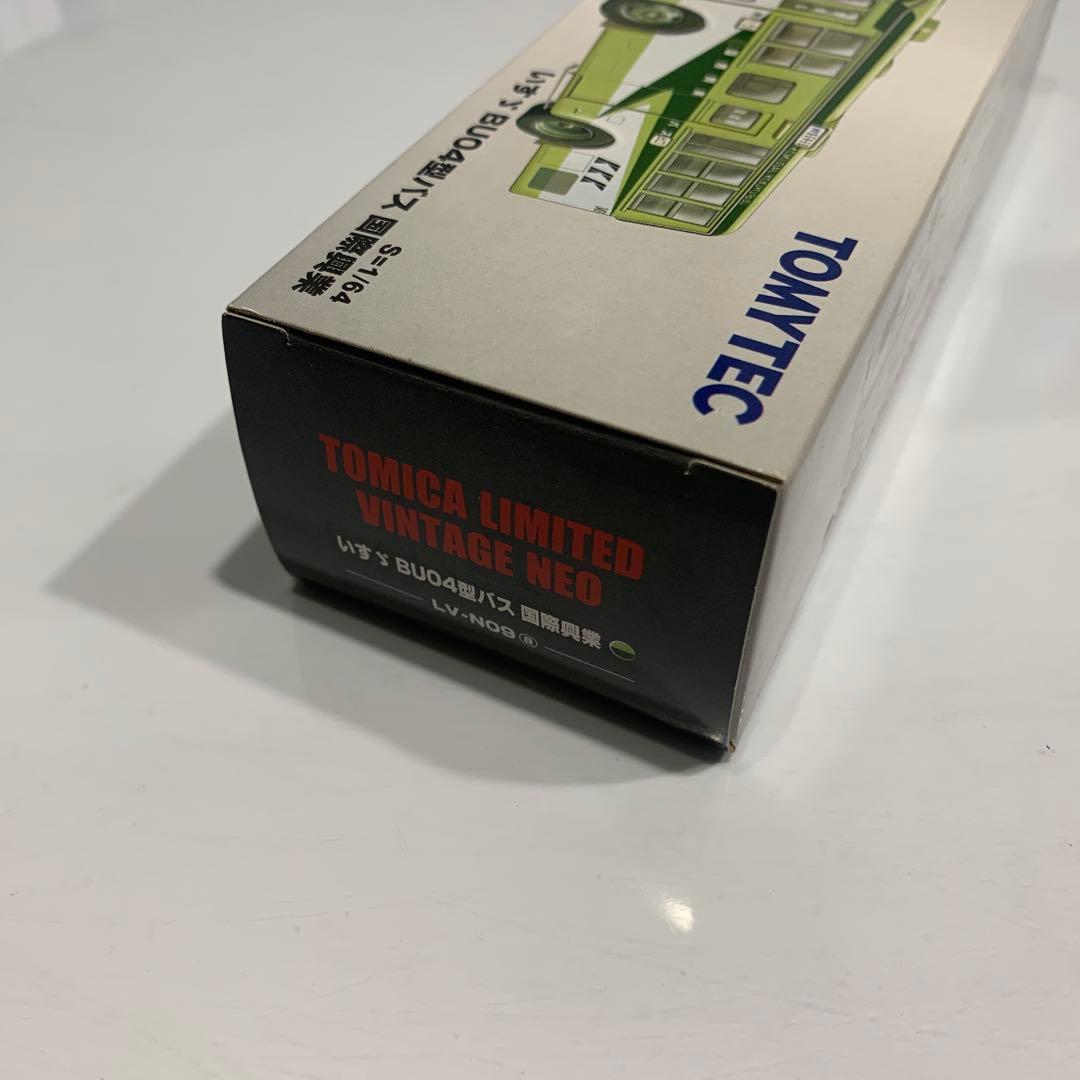 TOMYTEC
いすゞ BU04型バス 国際興業
S=1/64
KKK
TOMICA LIMITED
VINTAGE NEO
いすゞ BU04型バス 国際興業
LV-N09 ⓐ